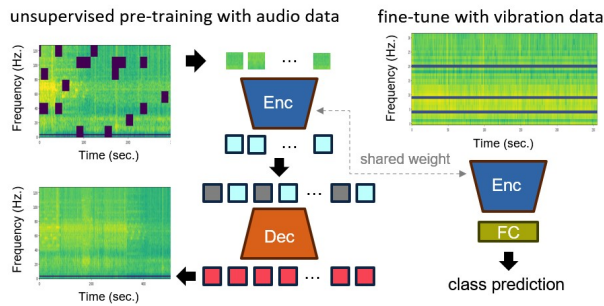 unsupervised pre-training with audio data
fine-tune with vibration data
Frequency (Hz.)
Time (sec.)
...
Enc
...
shared weight
...
Dec
...
Frequency (Hz.)
Time (sec.)
Frequency (Hz.)
Time (sec.)
Enc
FC
class prediction